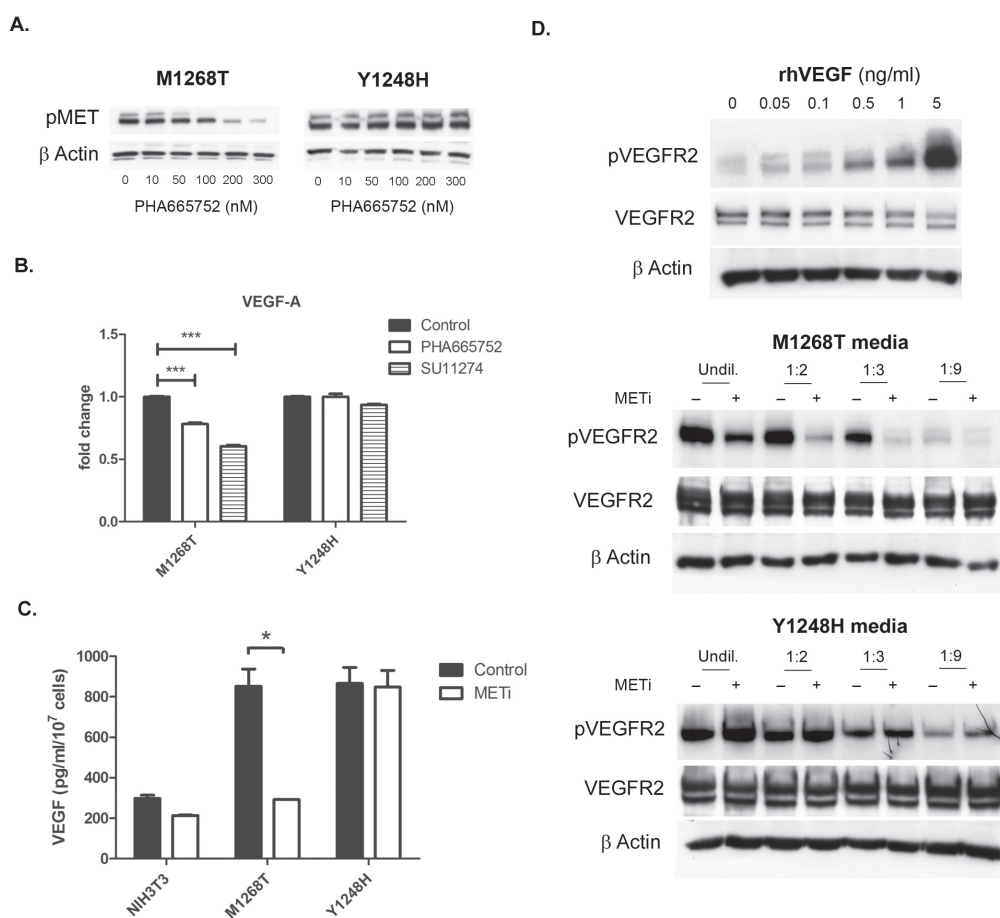 A.
M1268T Y1248H
pMET
β Actin
0 10 50 100 200 300 0 10 50 100 200 300
PHA665752 (nM) PHA665752 (nM)
B.
VEGF-A
Control
PHA665752
SU11274
fold change
1.5
1.0
0.5
0.0
***
***
M1268T Y1248H
C.
Control
METi
VEGF (pg/ml/10⁷ cells)
1000
800
600
400
200
0
*
NIH3T3 M1268T Y1248H
D.
rhVEGF (ng/ml)
0 0.05 0.1 0.5 1 5
pVEGFR2
VEGFR2
β Actin
M1268T media
Undil. 1:2 1:3 1:9
METi – + – + – + – +
pVEGFR2
VEGFR2
β Actin
Y1248H media
Undil. 1:2 1:3 1:9
METi – + – + – + – +
pVEGFR2
VEGFR2
β Actin